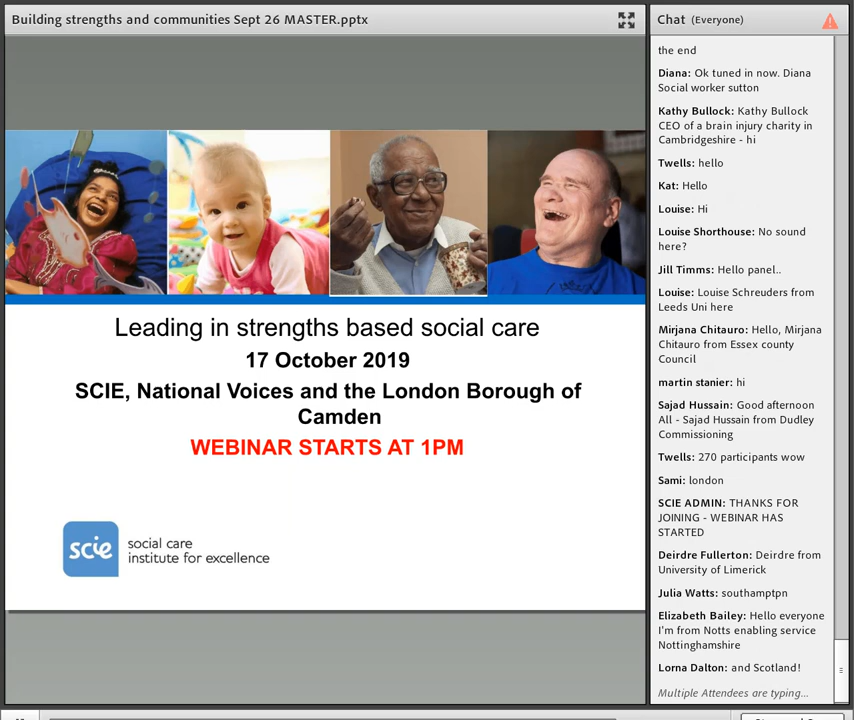 Building strengths and communities Sept 26 MASTER.pptx
Leading in strengths based social care
17 October 2019
SCIE, National Voices and the London Borough of
Camden
WEBINAR STARTS AT 1PM
scie
social care
institute for excellence
Chat (Everyone)
the end
Diana: Ok tuned in now. Diana
Social worker sutton
Kathy Bullock: Kathy Bullock
CEO of a brain injury charity in
Cambridgeshire - hi
Twells: hello
Kat: Hello
Louise: Hi
Louise Shorthouse: No sound
here?
Jill Timms: Hello panel..
Louise: Louise Schreuders from
Leeds Uni here
Mirjana Chitauro: Hello, Mirjana
Chitauro from Essex county
Council
martin stanier: hi
Sajad Hussain: Good afternoon
All - Sajad Hussain from Dudley
Commissioning
Twells: 270 participants wow
Sami: london
SCIE ADMIN: THANKS FOR
JOINING - WEBINAR HAS
STARTED
Deirdre Fullerton: Deirdre from
University of Limerick
Julia Watts: southamptpn
Elizabeth Bailey: Hello everyone
I'm from Notts enabling service
Nottinghamshire
Lorna Dalton: and Scotland!
Multiple Attendees are typing...